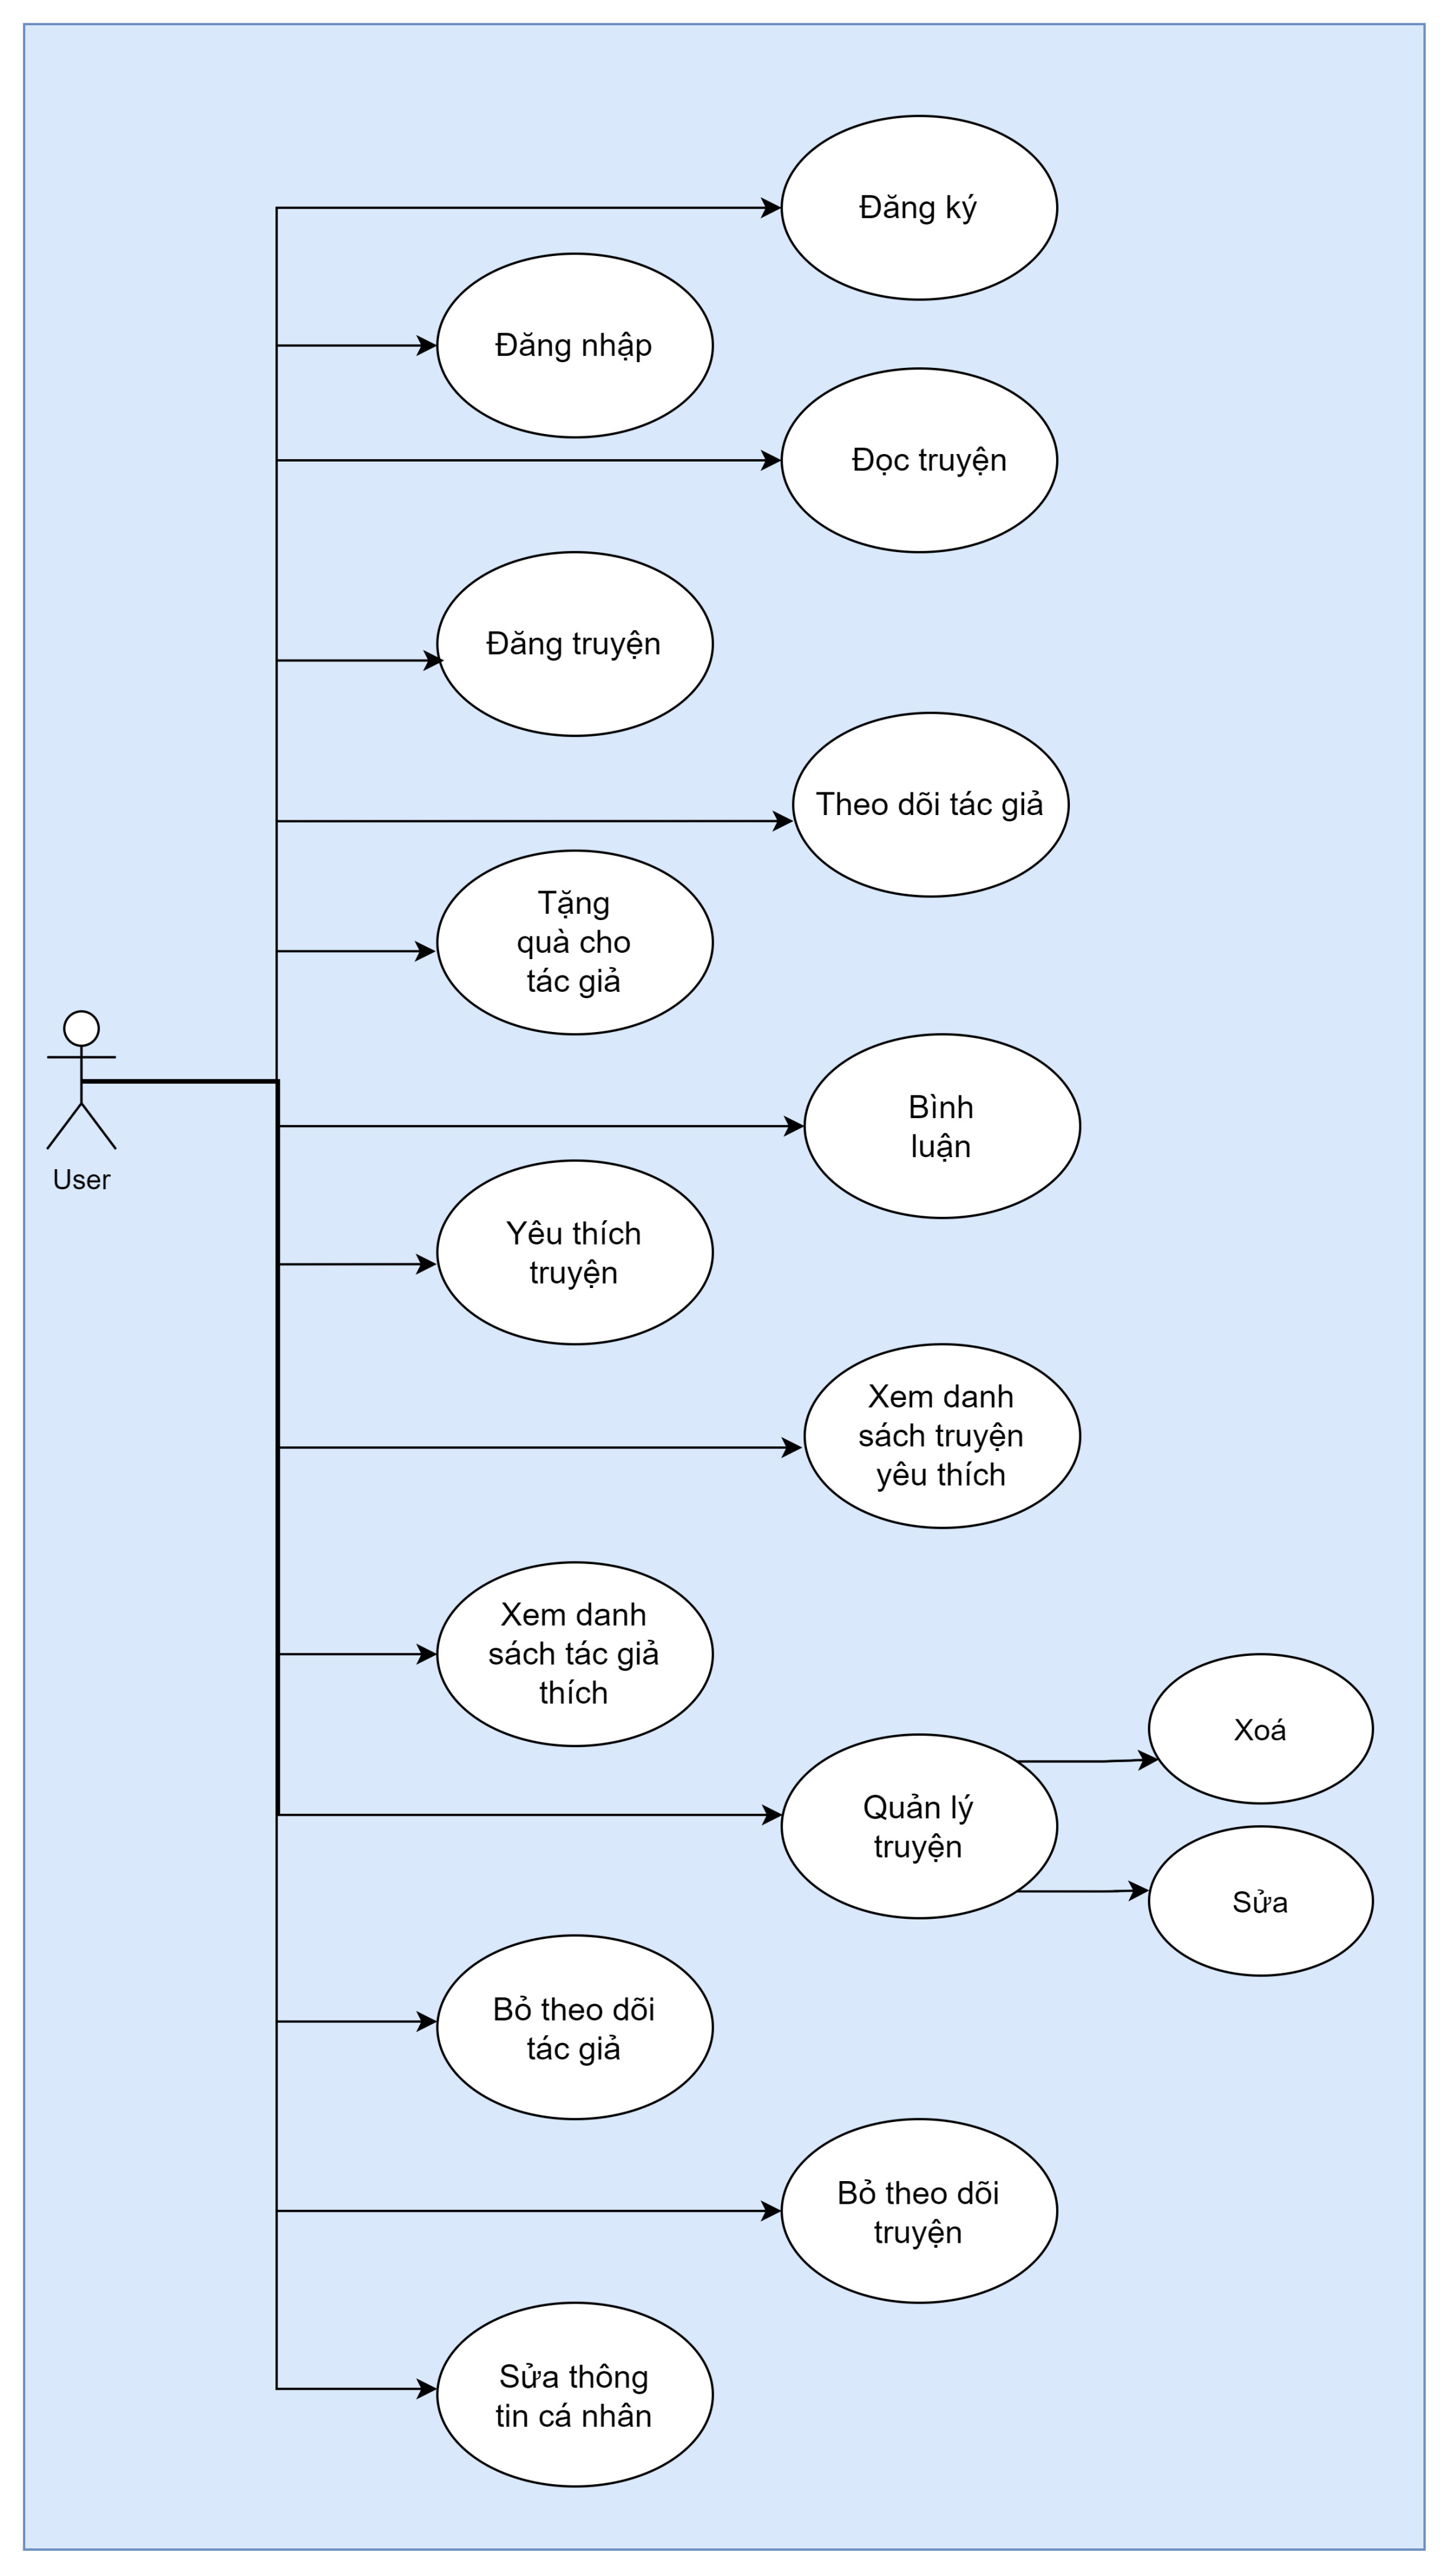 Đăng ký
Đăng nhập
Đọc truyện
Đăng truyện
Theo dõi tác giả
Tặng
quà cho
tác giả
User
Bình
luận
Yêu thích
truyện
Xem danh
sách truyện
yêu thích
Xem danh
sách tác giả
thích
Quản lý
truyện
Xoá
Sửa
Bỏ theo dõi
tác giả
Bỏ theo dõi
truyện
Sửa thông
tin cá nhân